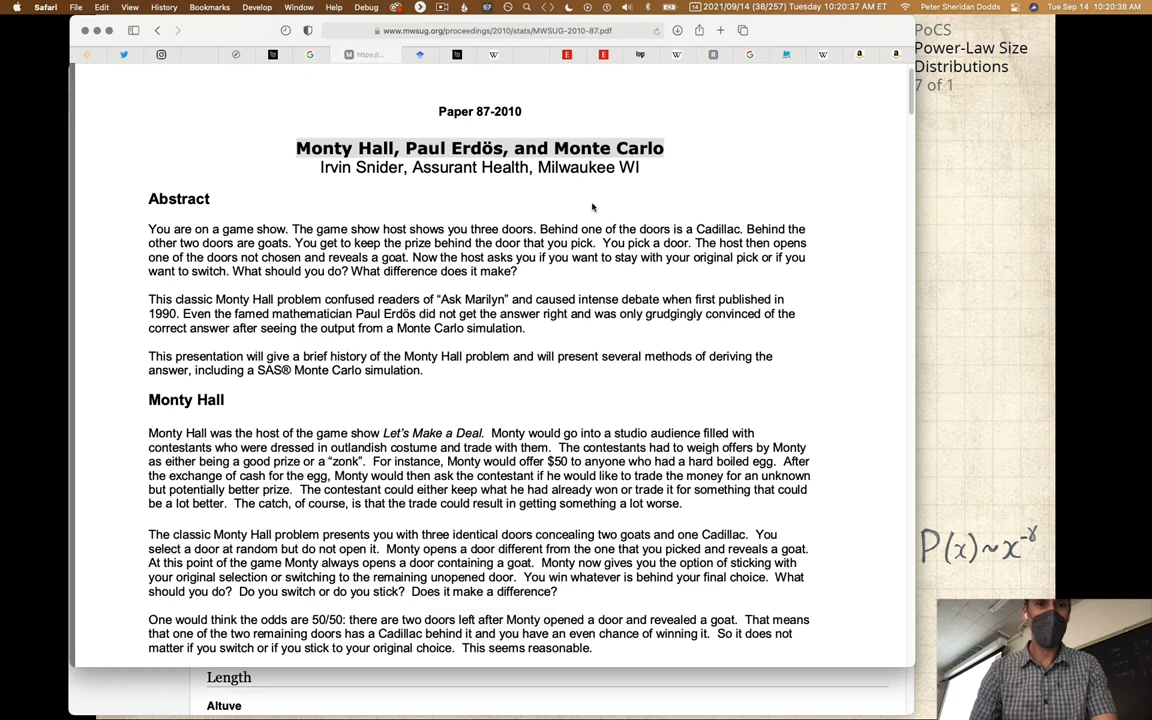 Safari File Edit View History Bookmarks Develop Window Help Debug 57 14 2021/09/14 (38/257) Tuesday 10:20:37 AM ET Peter Sheridan Dodds Tue Sep 14 10:20:38 AM
www.mwsug.org/proceedings/2010/stats/MWSUG-2010-87.pdf
https://...
PoCS
Power-Law Size
Distributions
7 of 1
Paper 87-2010
Monty Hall, Paul Erdös, and Monte Carlo
Irvin Snider, Assurant Health, Milwaukee WI
Abstract
You are on a game show. The game show host shows you three doors. Behind one of the doors is a Cadillac. Behind the
other two doors are goats. You get to keep the prize behind the door that you pick. You pick a door. The host then opens
one of the doors not chosen and reveals a goat. Now the host asks you if you want to stay with your original pick or if you
want to switch. What should you do? What difference does it make?
This classic Monty Hall problem confused readers of “Ask Marilyn” and caused intense debate when first published in
1990. Even the famed mathematician Paul Erdös did not get the answer right and was only grudgingly convinced of the
correct answer after seeing the output from a Monte Carlo simulation.
This presentation will give a brief history of the Monty Hall problem and will present several methods of deriving the
answer, including a SAS® Monte Carlo simulation.
Monty Hall
Monty Hall was the host of the game show Let’s Make a Deal. Monty would go into a studio audience filled with
contestants who were dressed in outlandish costume and trade with them. The contestants had to weigh offers by Monty
as either being a good prize or a “zonk”. For instance, Monty would offer $50 to anyone who had a hard boiled egg. After
the exchange of cash for the egg, Monty would then ask the contestant if he would like to trade the money for an unknown
but potentially better prize. The contestant could either keep what he had already won or trade it for something that could
be a lot better. The catch, of course, is that the trade could result in getting something a lot worse.
The classic Monty Hall problem presents you with three identical doors concealing two goats and one Cadillac. You
select a door at random but do not open it. Monty opens a door different from the one that you picked and reveals a goat.
At this point of the game Monty always opens a door containing a goat. Monty now gives you the option of sticking with
your original selection or switching to the remaining unopened door. You win whatever is behind your final choice. What
should you do? Do you switch or do you stick? Does it make a difference?
One would think the odds are 50/50: there are two doors left after Monty opened a door and revealed a goat. That means
that one of the two remaining doors has a Cadillac behind it and you have an even chance of winning it. So it does not
matter if you switch or if you stick to your original choice. This seems reasonable.
P(x)~x^-γ
Length
Altuve